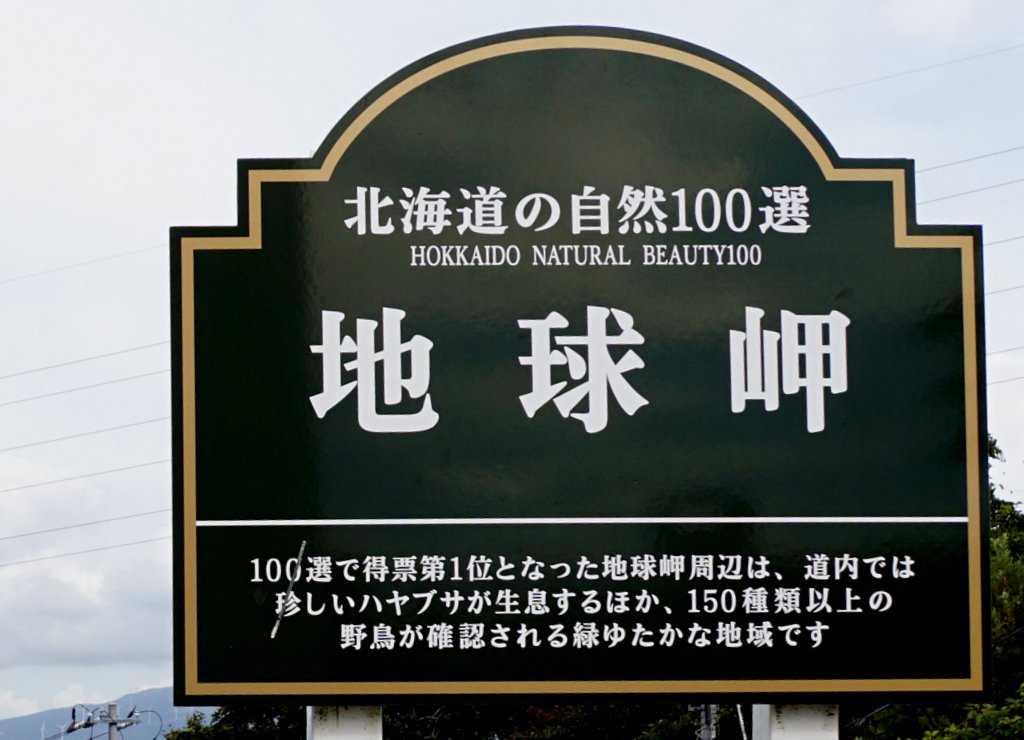 北海道の自然100選
HOKKAIDO NATURAL BEAUTY100
地球岬
100選で得票第1位となった地球岬周辺は、道内では
珍しいハヤブサが生息するほか、150種類以上の
野鳥が確認される緑ゆたかな地域です